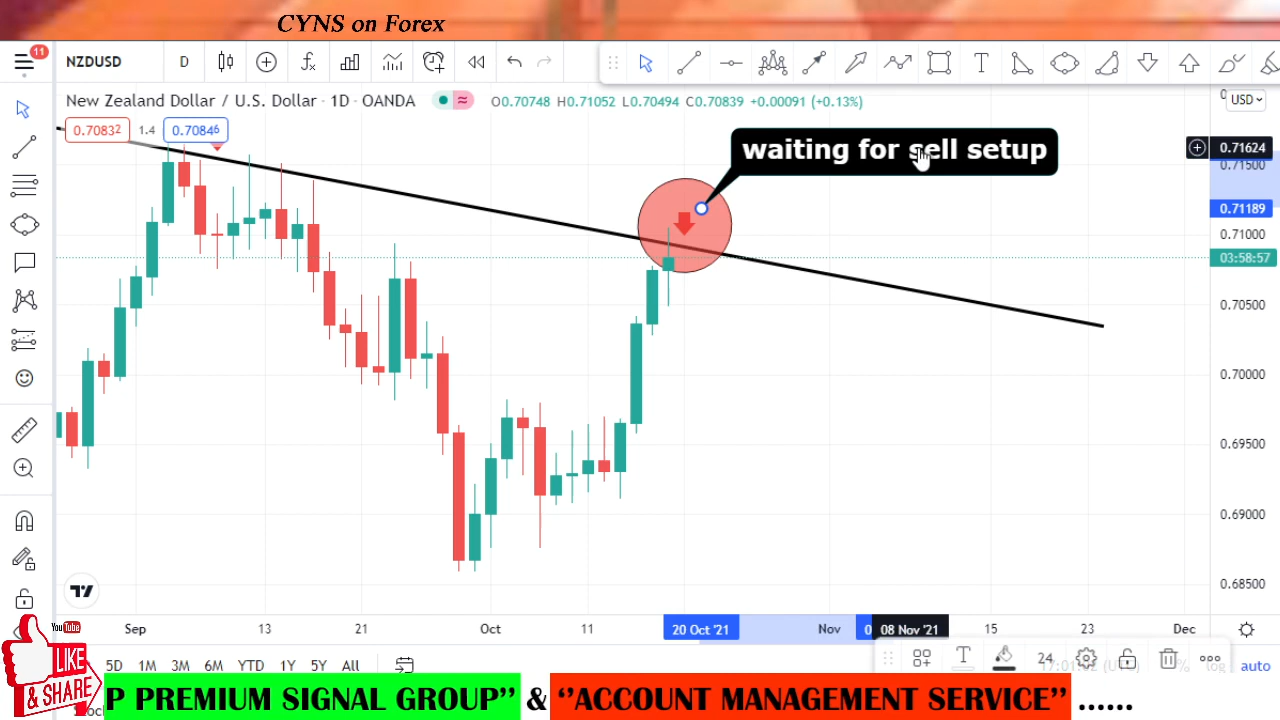 CYNS on Forex
11
NZDUSD
D
New Zealand Dollar / U.S. Dollar · 1D · OANDA
O0.70748 H0.71052 L0.70494 C0.70839 +0.00091 (+0.13%)
USD
0.70832
1.4
0.70846
waiting for sell setup
0.71624
0.71500
0.71189
0.71000
03:58:57
0.70500
0.70000
0.69500
0.69000
0.68500
Sep
13
21
Oct
11
20 Oct '21
Nov
08 Nov '21
15
23
Dec
YouTube
LIKE
& SHARE
5D
1M
3M
6M
YTD
1Y
5Y
All
24
log
auto
P PREMIUM SIGNAL GROUP’’ & ‘’ACCOUNT MANAGEMENT SERVICE’’ ......